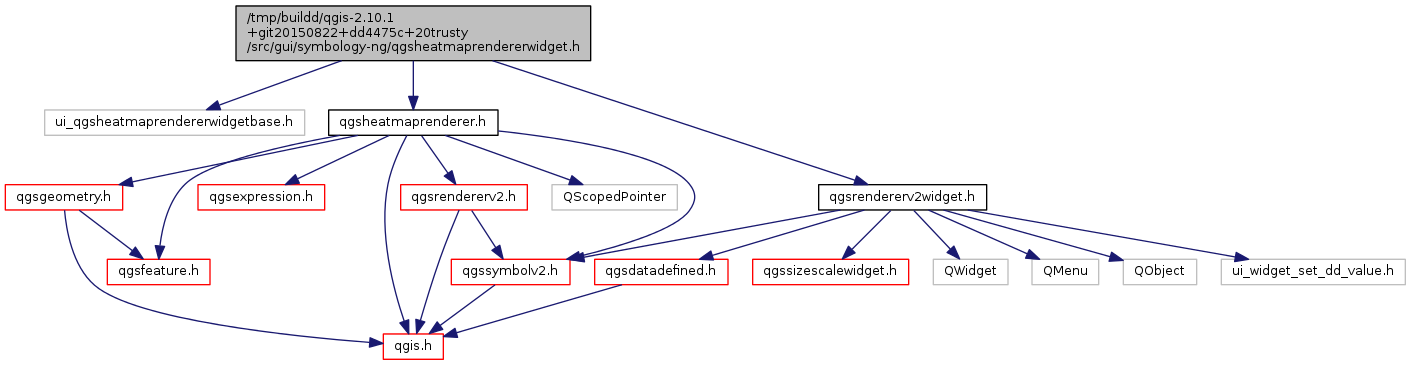 /tmp/buildd/qgis-2.10.1
+git20150822+dd4475c+20trusty
/src/gui/symbology-ng/qgsheatmaprendererwidget.h
ui_qgsheatmaprendererwidgetbase.h
qgsheatmaprenderer.h
qgsgeometry.h
qgsexpression.h
qgsrendererv2.h
QScopedPointer
qgsrendererv2widget.h
qgsfeature.h
qgssymbolv2.h
qgsdatadefined.h
qgssizescalewidget.h
QWidget
QMenu
QObject
ui_widget_set_dd_value.h
qgis.h